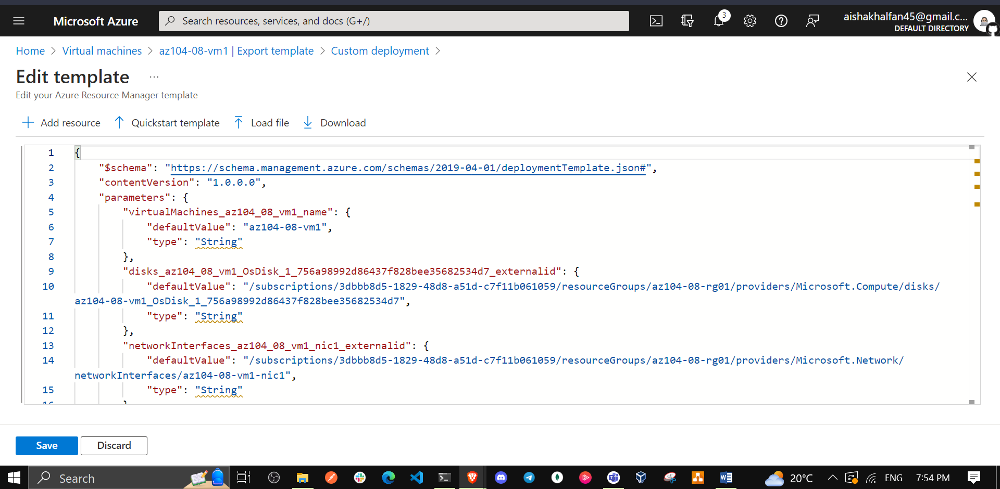 Microsoft Azure
Search resources, services, and docs (G+/)
3
aishakhalfan45@gmail.c...
DEFAULT DIRECTORY
Home > Virtual machines > az104-08-vm1 | Export template > Custom deployment >
Edit template ...
Edit your Azure Resource Manager template
Add resource Quickstart template Load file Download
1 {
2 "$schema": "https://schema.management.azure.com/schemas/2019-04-01/deploymentTemplate.json#",
3 "contentVersion": "1.0.0.0",
4 "parameters": {
5 "virtualMachines_az104_08_vm1_name": {
6 "defaultValue": "az104-08-vm1",
7 "type": "String"
8 },
9 "disks_az104_08_vm1_OsDisk_1_756a98992d86437f828bee35682534d7_externalid": {
10 "defaultValue": "/subscriptions/3dbbb8d5-1829-48d8-a51d-c7f11b061059/resourceGroups/az104-08-rg01/providers/Microsoft.Compute/disks/
az104-08-vm1_OsDisk_1_756a98992d86437f828bee35682534d7",
11 "type": "String"
12 },
13 "networkInterfaces_az104_08_vm1_nic1_externalid": {
14 "defaultValue": "/subscriptions/3dbbb8d5-1829-48d8-a51d-c7f11b061059/resourceGroups/az104-08-rg01/providers/Microsoft.Network/
networkInterfaces/az104-08-vm1-nic1",
15 "type": "String"
Save Discard
Search
20°C
ENG
7:54 PM